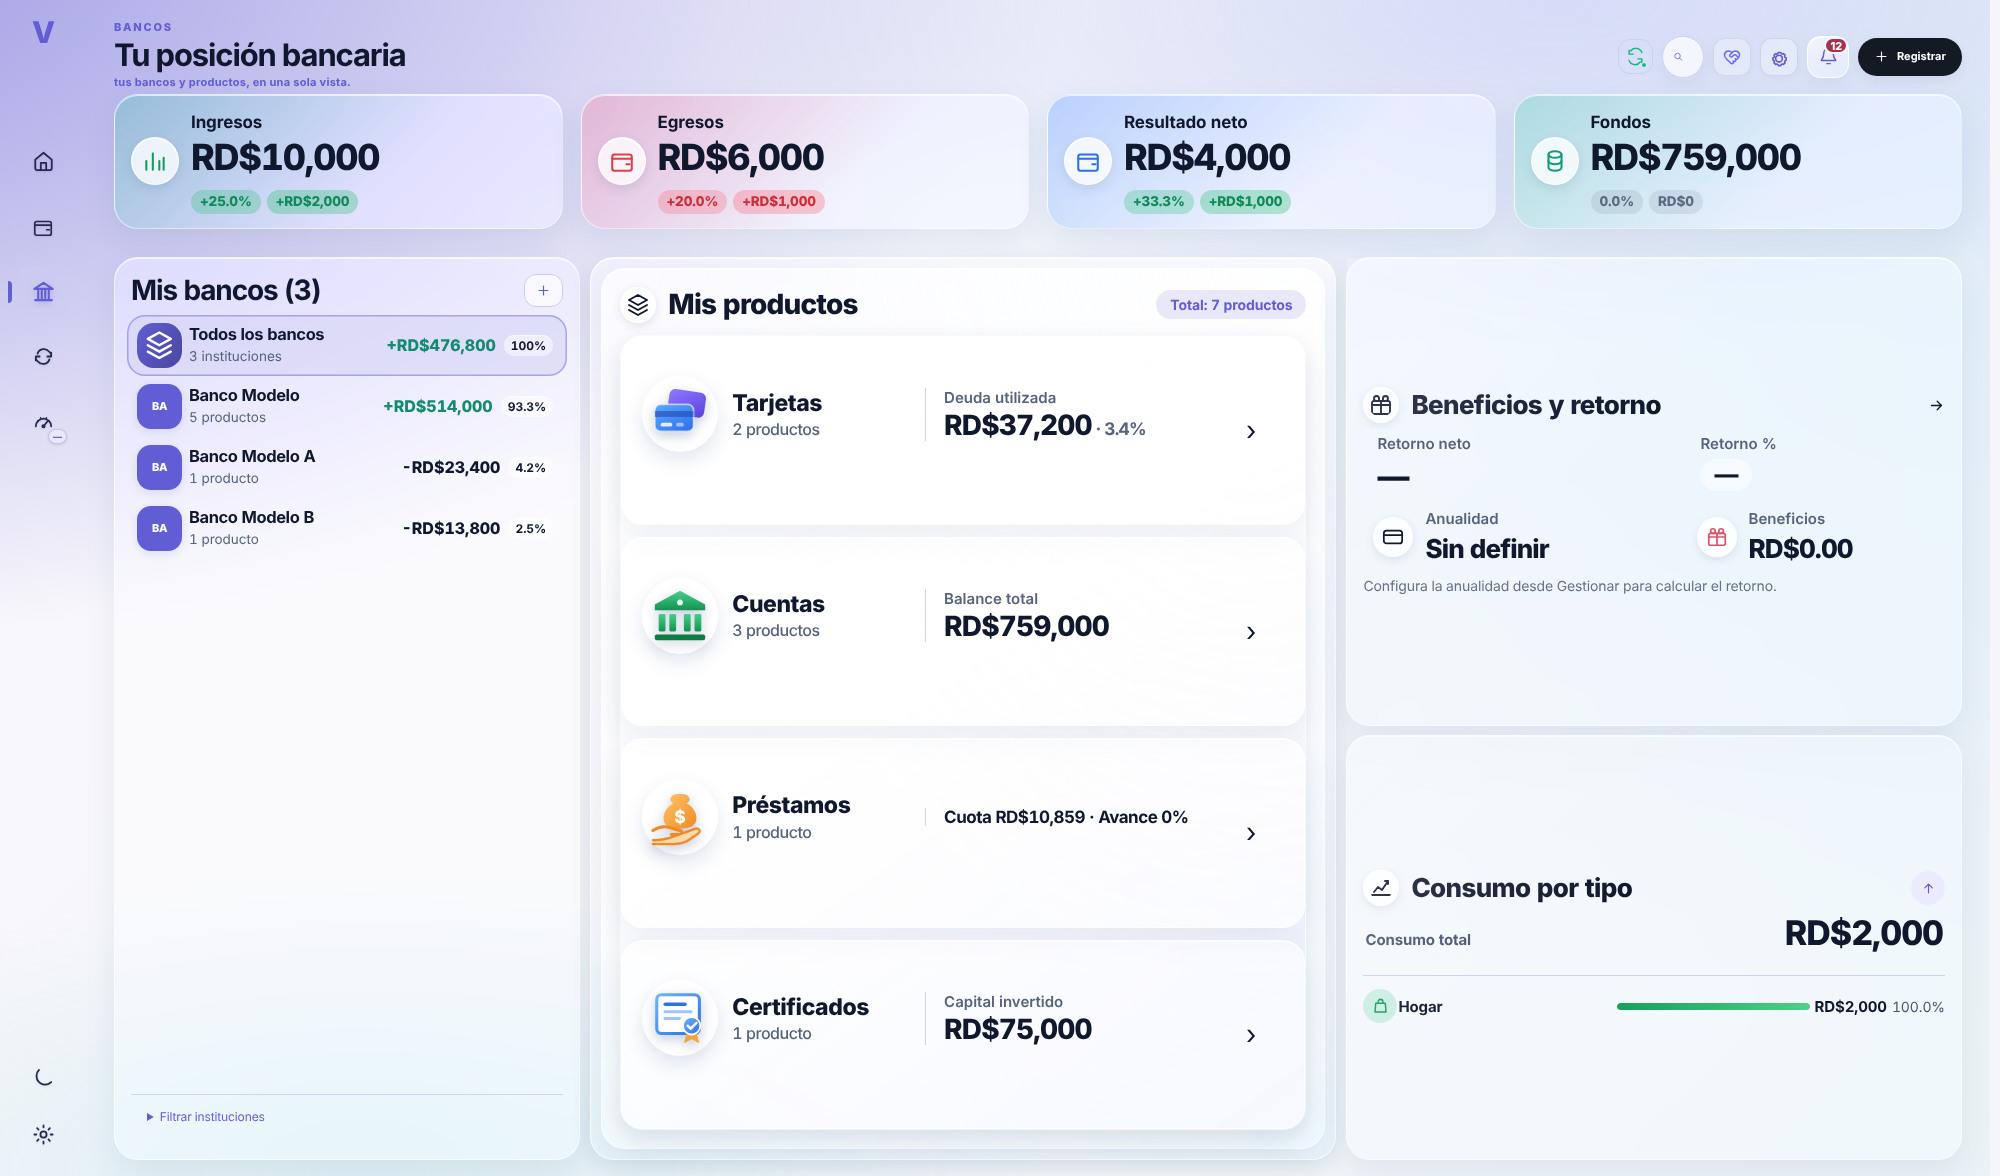 V
BANCOS
Tu posición bancaria
tus bancos y productos, en una sola vista.
12
Registrar
Ingresos
RD$10,000
+25.0% +RD$2,000
Egresos
RD$6,000
+20.0% +RD$1,000
Resultado neto
RD$4,000
+33.3% +RD$1,000
Fondos
RD$759,000
0.0% RD$0
Mis bancos (3)
Todos los bancos
3 instituciones
+RD$476,800 100%
BA
Banco Modelo
5 productos
+RD$514,000 93.3%
BA
Banco Modelo A
1 producto
-RD$23,400 4.2%
BA
Banco Modelo B
1 producto
-RD$13,800 2.5%
Filtrar instituciones
Mis productos
Total: 7 productos
Tarjetas
2 productos
Deuda utilizada
RD$37,200 · 3.4%
Cuentas
3 productos
Balance total
RD$759,000
$
Préstamos
1 producto
Cuota RD$10,859 · Avance 0%
Certificados
1 producto
Capital invertido
RD$75,000
Beneficios y retorno
Retorno neto
—
Retorno %
—
Anualidad
Sin definir
Beneficios
RD$0.00
Configura la anualidad desde Gestionar para calcular el retorno.
Consumo por tipo
Consumo total
RD$2,000
Hogar
RD$2,000 100.0%